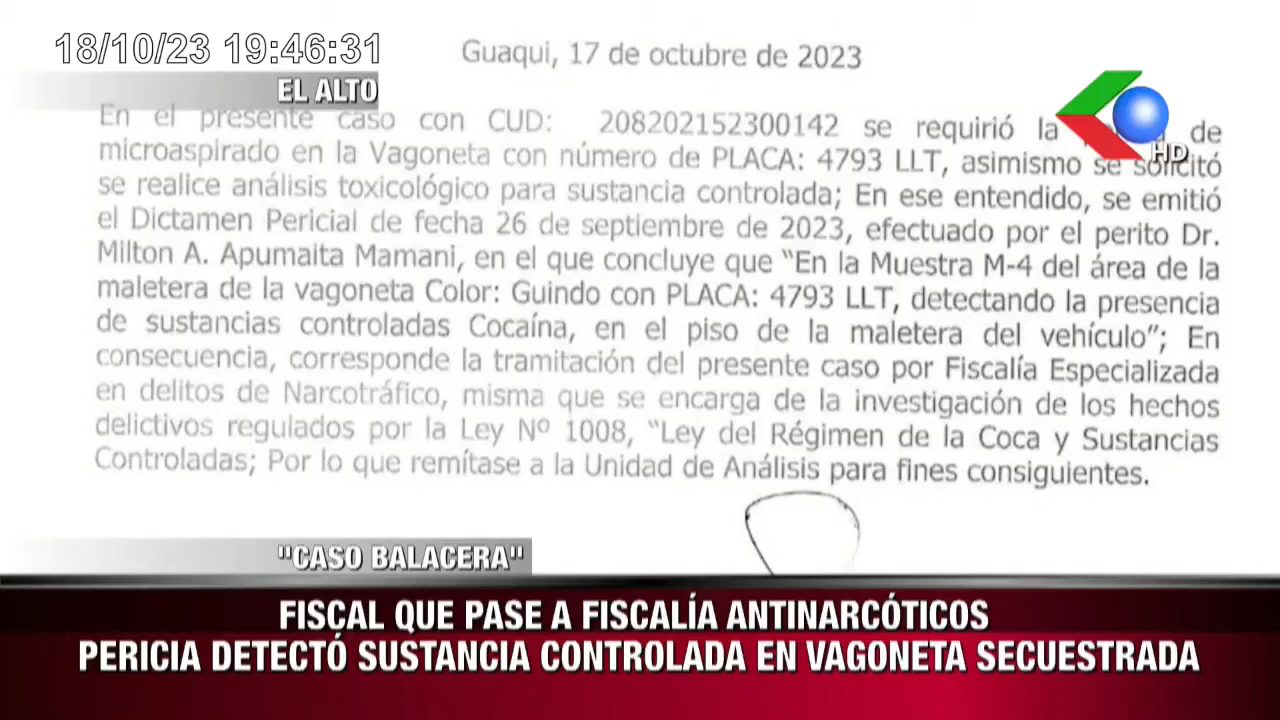 18/10/23 19:46:31
Guaqui, 17 de octubre de 2023
EL ALTO
En el presente caso con CUD: 208202152300142 se requirió la de
HD
microaspirado en la Vagoneta con número de PLACA: 4793 LLT, asimismo se solicitó
se realice análisis toxicológico para sustancia controlada; En ese entendido, se emitió
el Dictamen Pericial de fecha 26 de septiembre de 2023, efectuado por el perito Dr.
Milton A. Apumaita Mamani, en el que concluye que "En la Muestra M-4 del área de la
maletera de la vagoneta Color: Guindo con PLACA: 4793 LLT, detectando la presencia
de sustancias controladas Cocaína, en el piso de la maletera del vehículo"; En
consecuencia, corresponde la tramitación del presente caso por Fiscalía Especializada
en delitos de Narcotráfico, misma que se encarga de la investigación de los hechos
delictivos regulados por la Ley Nº 1008, "Ley del Régimen de la Coca y Sustancias
Controladas; Por lo que remítase a la Unidad de Análisis para fines consiguientes.
"CASO BALACERA"
FISCAL QUE PASE A FISCALÍA ANTINARCÓTICOS
PERICIA DETECTÓ SUSTANCIA CONTROLADA EN VAGONETA SECUESTRADA